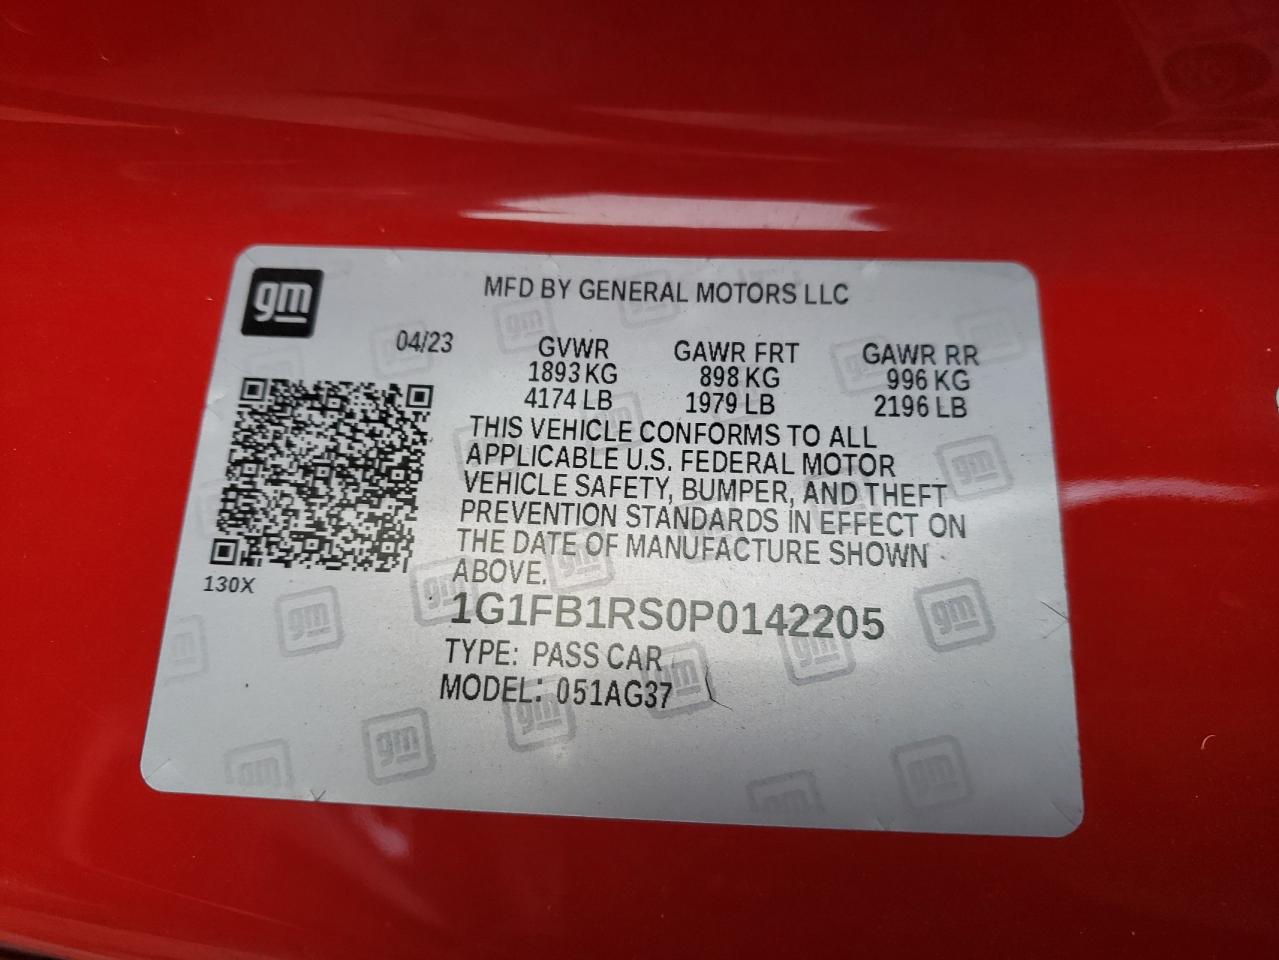 gm
MFD BY GENERAL MOTORS LLC
04/23
GVWR GAWR FRT GAWR RR
1893 KG 898 KG 996 KG
4174 LB 1979 LB 2196 LB
THIS VEHICLE CONFORMS TO ALL
APPLICABLE U.S. FEDERAL MOTOR
VEHICLE SAFETY, BUMPER, AND THEFT
PREVENTION STANDARDS IN EFFECT ON
THE DATE OF MANUFACTURE SHOWN
ABOVE.
130X
1G1FB1RS0P0142205
TYPE: PASS CAR
MODEL: 051AG37